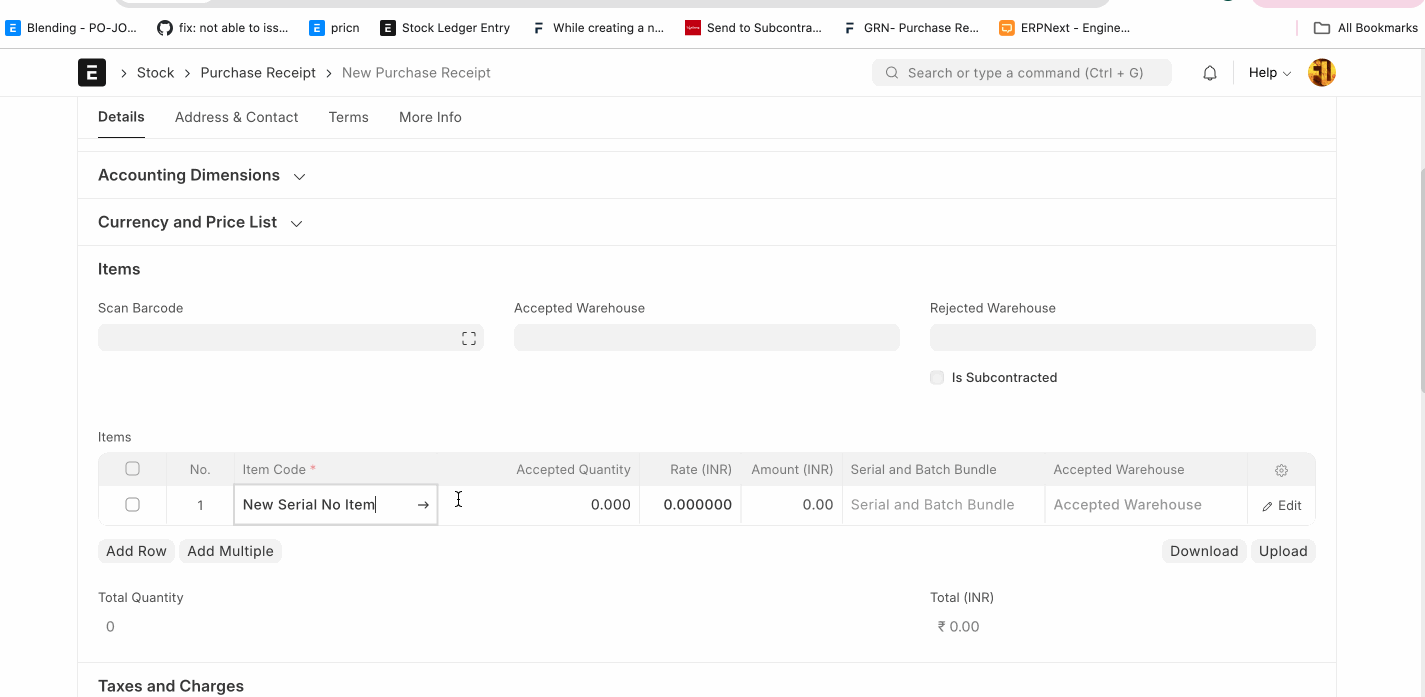 Blending - PO-JO... fix: not able to iss... pricn Stock Ledger Entry While creating a n... Send to Subcontra... GRN- Purchase Re... ERPNext - Engine... All Bookmarks
Stock > Purchase Receipt > New Purchase Receipt Search or type a command (Ctrl + G) Help
Details Address & Contact Terms More Info
Accounting Dimensions
Currency and Price List
Items
Scan Barcode Accepted Warehouse Rejected Warehouse
Is Subcontracted
Items
No. Item Code * Accepted Quantity Rate (INR) Amount (INR) Serial and Batch Bundle Accepted Warehouse
1 New Serial No Item → 0.000 0.000000 0.00 Serial and Batch Bundle Accepted Warehouse Edit
Add Row Add Multiple Download Upload
Total Quantity Total (INR)
0 ₹ 0.00
Taxes and Charges